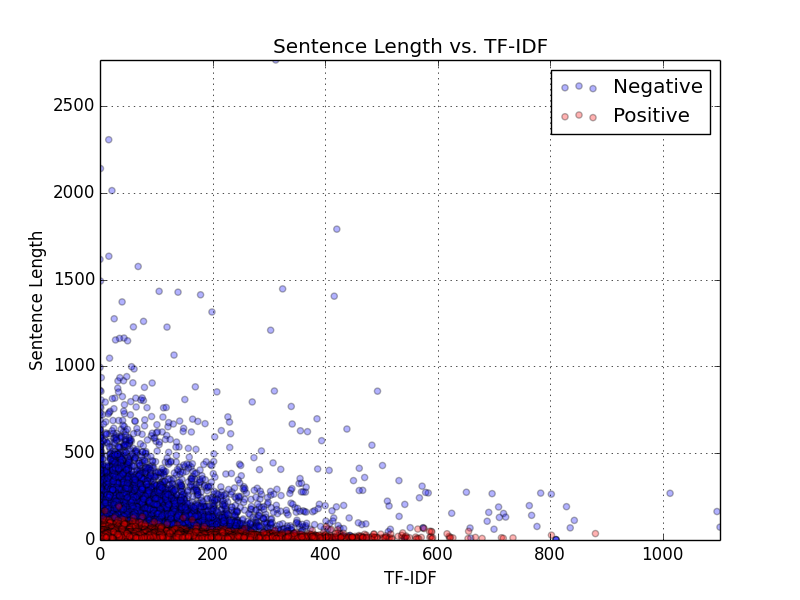 Sentence Length vs. TF-IDF
Negative
Positive
2500
2000
1500
1000
500
0
Sentence Length
0 200 400 600 800 1000
TF-IDF